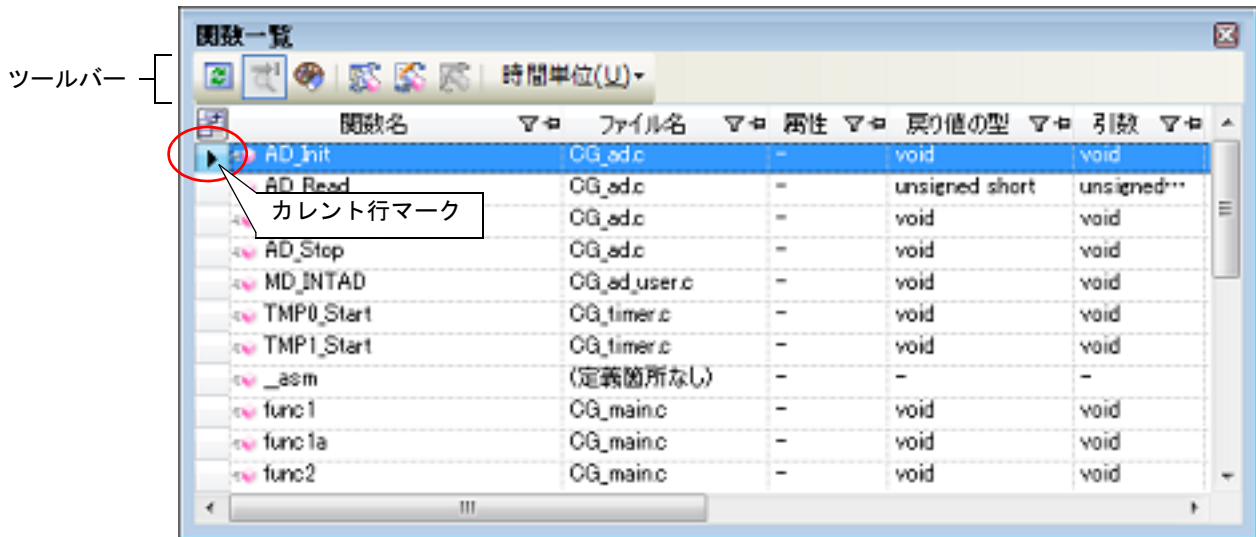 関数一覧
ツールバー
時間単位(U)
関数名 ファイル名 属性 戻り値の型 引数
AD_Init CG_ad.c - void void
AD_Read CG_ad.c - unsigned short unsigned…
カレント行マーク
CG_ad.c - void void
AD_Stop CG_ad.c - void void
MD_INTAD CG_ad_user.c - void void
TMP0_Start CG_timer.c - void void
TMP1_Start CG_timer.c - void void
_asm (定義箇所なし) - - -
func1 CG_main.c - void void
func1a CG_main.c - void void
func2 CG_main.c - void void